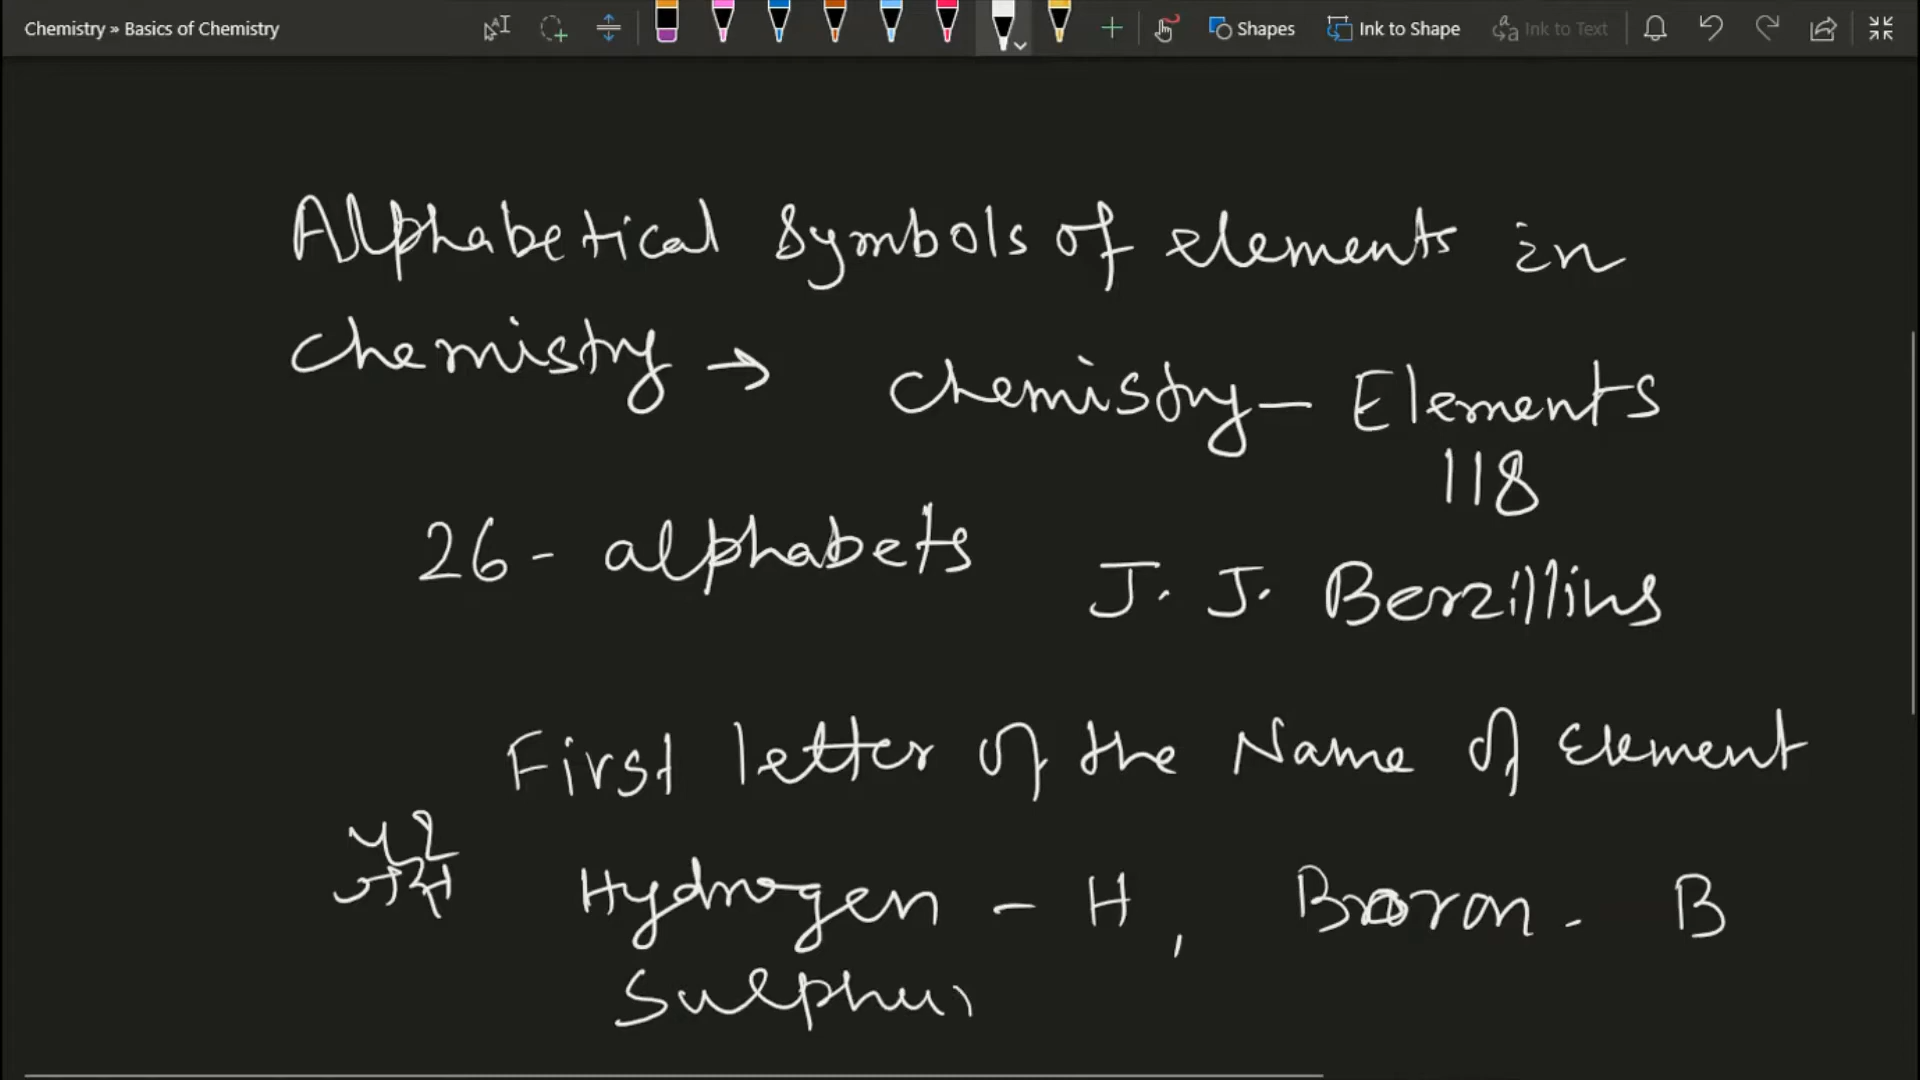 Chemistry » Basics of Chemistry
Shapes
Ink to Shape
Ink to Text
Alphabetical Symbols of elements in
chemistry → Chemistry – Elements
118
26 - alphabets
J. J. Berzillius
First letter of the Name of Element
Hydrogen - H, Boron - B
Sulphur